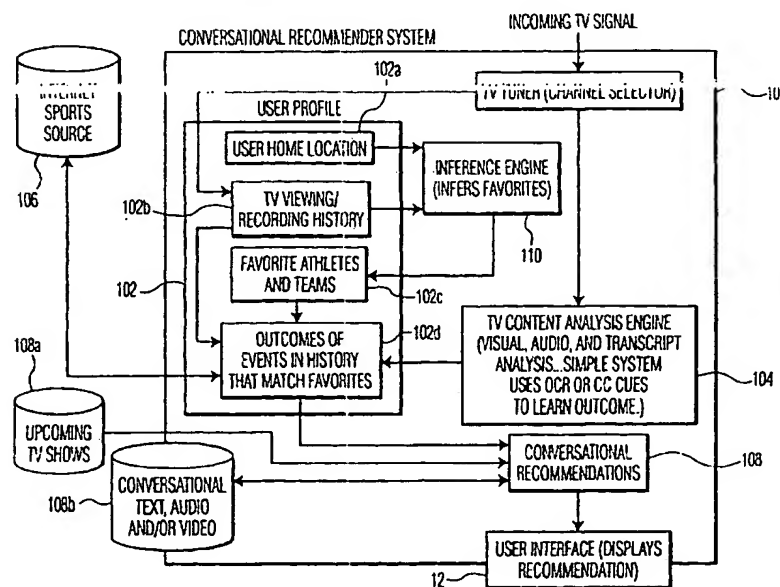 INCOMING TV SIGNAL
CONVERSATIONAL RECOMMENDER SYSTEM
102a
TV TUNER (CHANNEL SELECTOR)
10
INTERNET
SPORTS
SOURCE
106
USER PROFILE
USER HOME LOCATION
INFERENCE ENGINE
(INFERS FAVORITES)
110
102b
TV VIEWING/
RECORDING HISTORY
102
FAVORITE ATHLETES
AND TEAMS
102c
102d
OUTCOMES OF
EVENTS IN HISTORY
THAT MATCH FAVORITES
TV CONTENT ANALYSIS ENGINE
(VISUAL, AUDIO, AND TRANSCRIPT
ANALYSIS...SIMPLE SYSTEM
USES OCR OR CC CUES
TO LEARN OUTCOME.)
104
108a
UPCOMING
TV SHOWS
108b
CONVERSATIONAL
TEXT, AUDIO
AND/OR VIDEO
CONVERSATIONAL
RECOMMENDATIONS
108
USER INTERFACE (DISPLAYS
RECOMMENDATION)
12